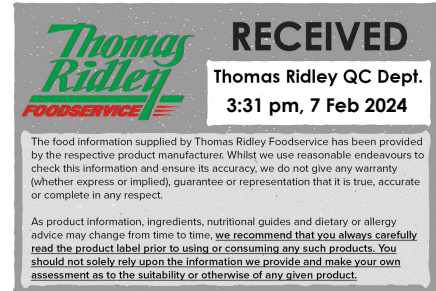 Thomas
Ridley
FOODSERVICE
RECEIVED
Thomas Ridley QC Dept.
3:31 pm, 7 Feb 2024
The food information supplied by Thomas Ridley Foodservice has been provided
by the respective product manufacturer. Whilst we use reasonable endeavours to
check this information and ensure its accuracy, we do not give any warranty
(whether express or implied), guarantee or representation that it is true, accurate
or complete in any respect.
As product information, ingredients, nutritional guides and dietary or allergy
advice may change from time to time, we recommend that you always carefully
read the product label prior to using or consuming any such products. You
should not solely rely upon the information we provide and make your own
assessment as to the suitability or otherwise of any given product.